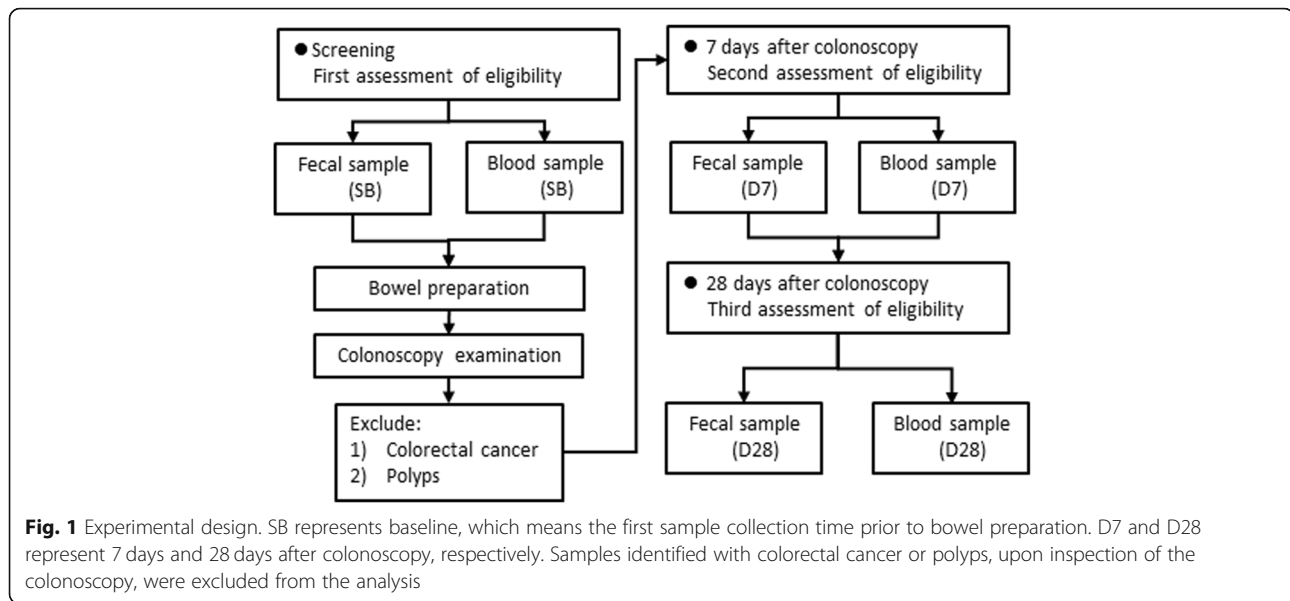 ● Screening
First assessment of eligibility
Fecal sample
(SB)
Blood sample
(SB)
Bowel preparation
Colonoscopy examination
Exclude:
1) Colorectal cancer
2) Polyps
● 7 days after colonoscopy
Second assessment of eligibility
Fecal sample
(D7)
Blood sample
(D7)
● 28 days after colonoscopy
Third assessment of eligibility
Fecal sample
(D28)
Blood sample
(D28)
Fig. 1 Experimental design. SB represents baseline, which means the first sample collection time prior to bowel preparation. D7 and D28
represent 7 days and 28 days after colonoscopy, respectively. Samples identified with colorectal cancer or polyps, upon inspection of the
colonoscopy, were excluded from the analysis